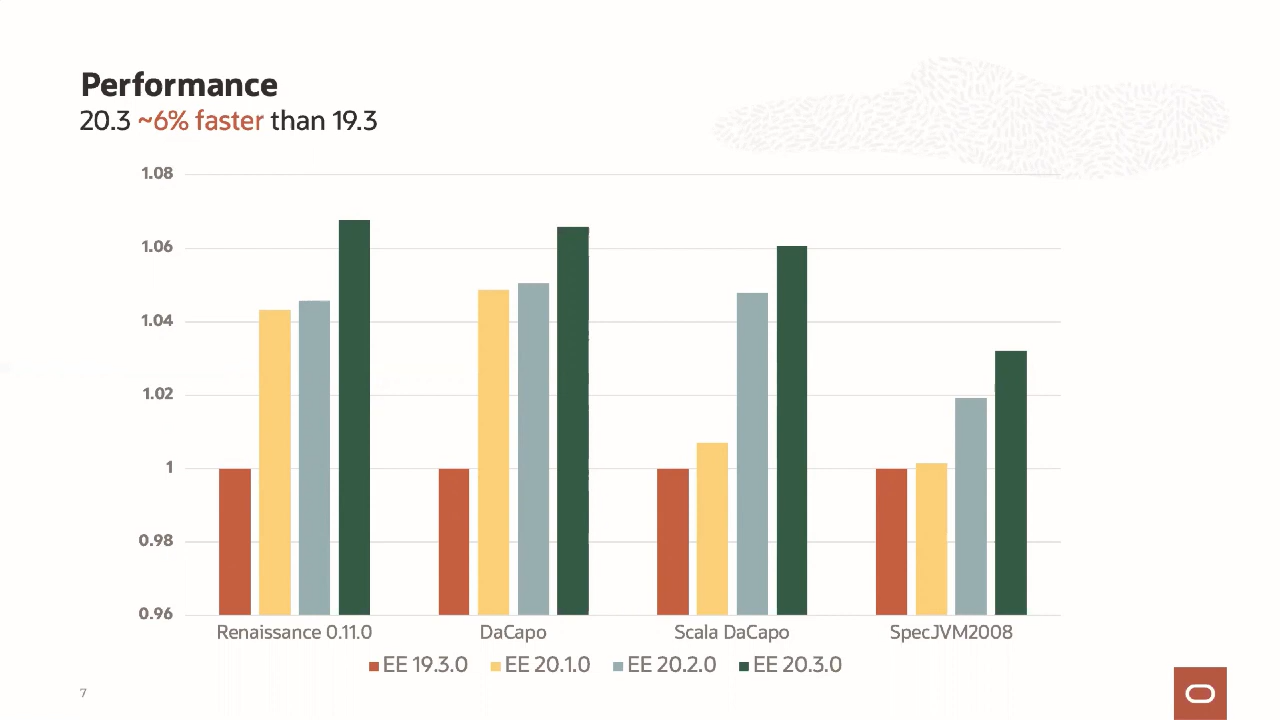 Performance
20.3 ~6% faster than 19.3
1.08
1.06
1.04
1.02
1
0.98
0.96
Renaissance 0.11.0 DaCapo Scala DaCapo SpecJVM2008
EE 19.3.0 EE 20.1.0 EE 20.2.0 EE 20.3.0
7